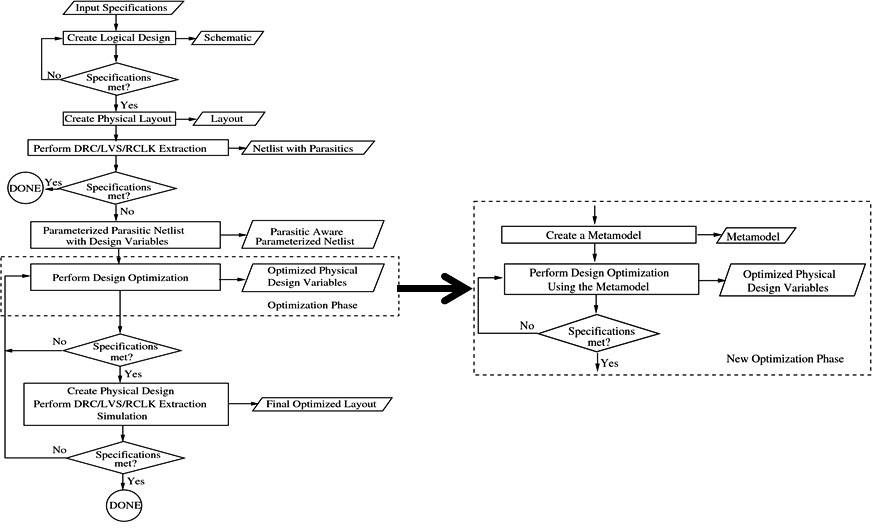 Input Specifications
Create Logical Design
Schematic
No
Specifications
met?
Yes
Create Physical Layout
Layout
Perform DRC/LVS/RCLK Extraction
Netlist with Parasitics
DONE
Yes
Specifications
met?
No
Parameterized Parasitic Netlist
with Design Variables
Parasitic Aware
Parameterized Netlist
Perform Design Optimization
Optimized Physical
Design Variables
Optimization Phase
No
Specifications
met?
Yes
Create Physical Design
Perform DRC/LVS/RCLK Extraction
Simulation
Final Optimized Layout
No
Specifications
met?
Yes
DONE
Create a Metamodel
Metamodel
Perform Design Optimization
Using the Metamodel
Optimized Physical
Design Variables
No
Specifications
met?
Yes
New Optimization Phase